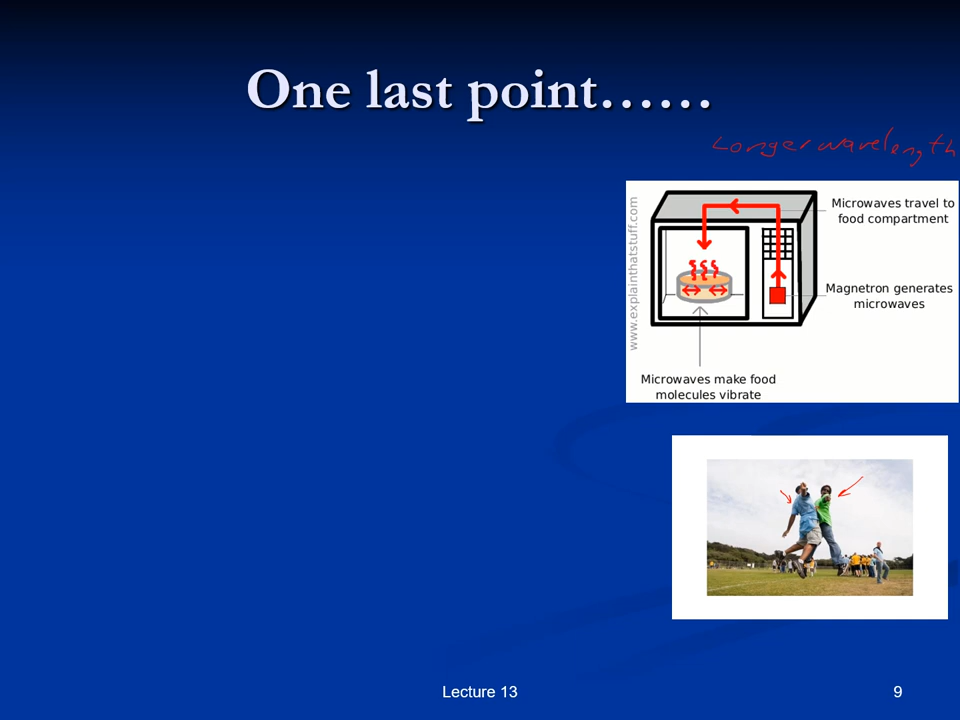 One last point……
Longer wavelength
www.explainthatstuff.com
Microwaves travel to
food compartment
Magnetron generates
microwaves
Microwaves make food
molecules vibrate
Lecture 13
9